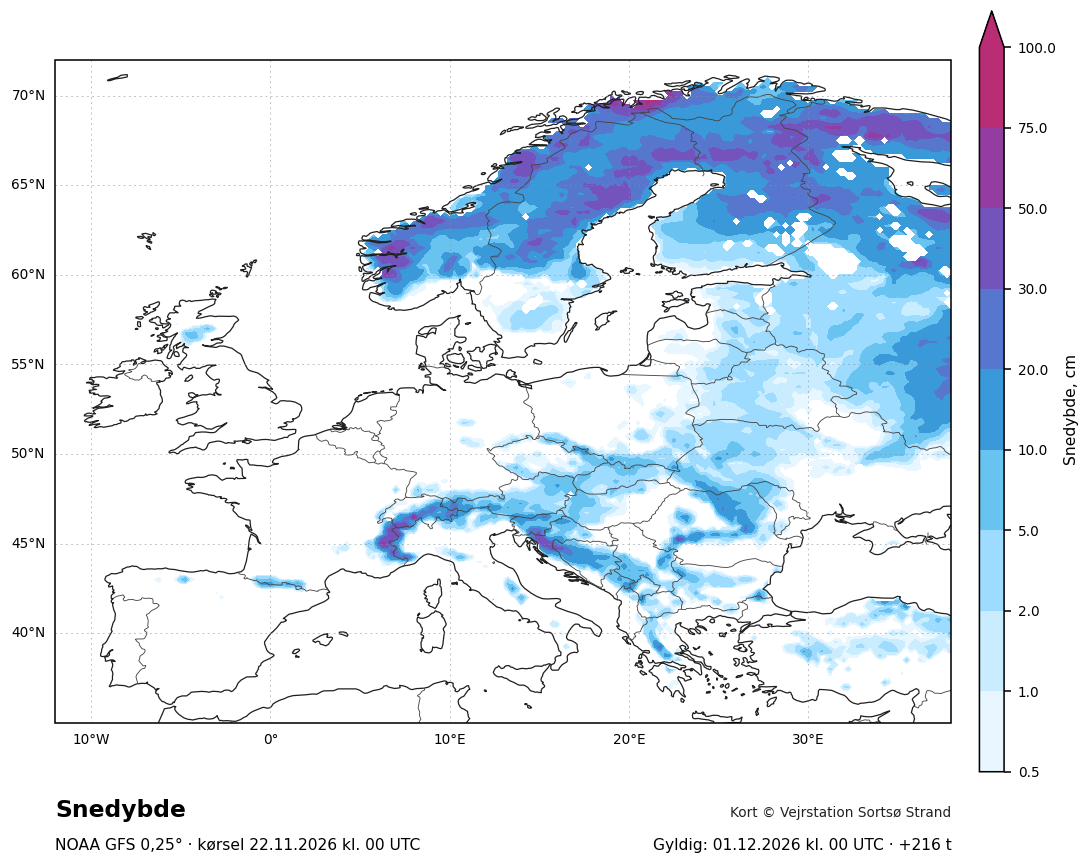 100.0
75.0
50.0
30.0
20.0
10.0
5.0
2.0
1.0
0.5
Snedybde, cm
70°N
65°N
60°N
55°N
50°N
45°N
40°N
10°W 0° 10°E 20°E 30°E
Snedybde
Kort © Vejrstation Sortsø Strand
NOAA GFS 0,25° · kørsel 22.11.2026 kl. 00 UTC
Gyldig: 01.12.2026 kl. 00 UTC · +216 t